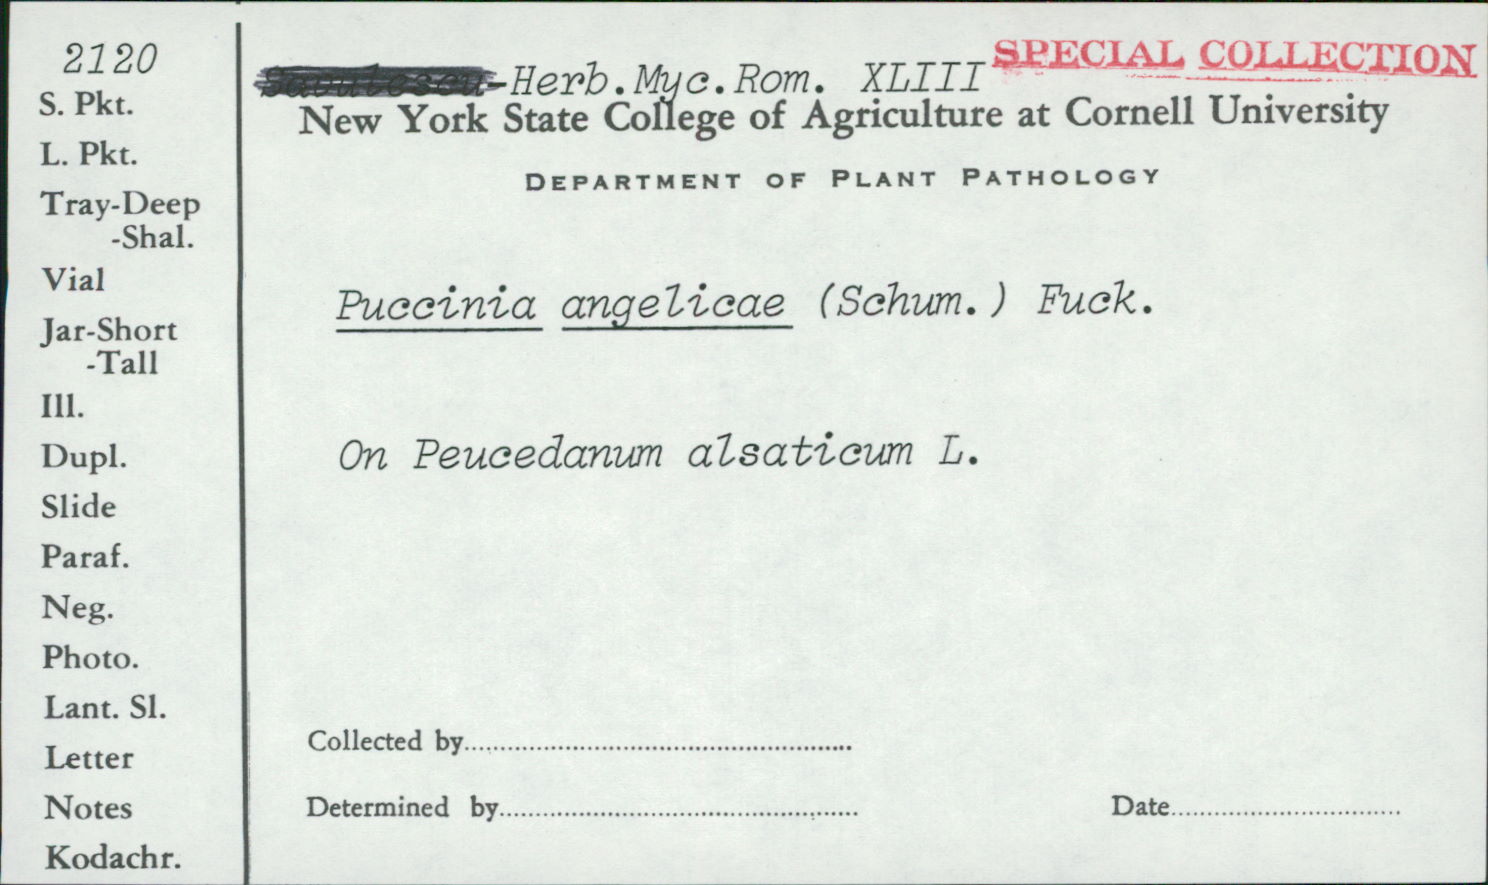 2120
S. Pkt.
L. Pkt.
Tray-Deep
-Shal.
Vial
Jar-Short
-Tall
Ill.
Dupl.
Slide
Paraf.
Neg.
Photo.
Lant. Sl.
Letter
Notes
Kodachr.
Savulescu-Herb.Myc.Rom. XLIII
SPECIAL COLLECTION
New York State College of Agriculture at Cornell University
DEPARTMENT OF PLANT PATHOLOGY
Puccinia angelicae (Schum.) Fuck.
On Peucedanum alsaticum L.
Collected by
Determined by
Date